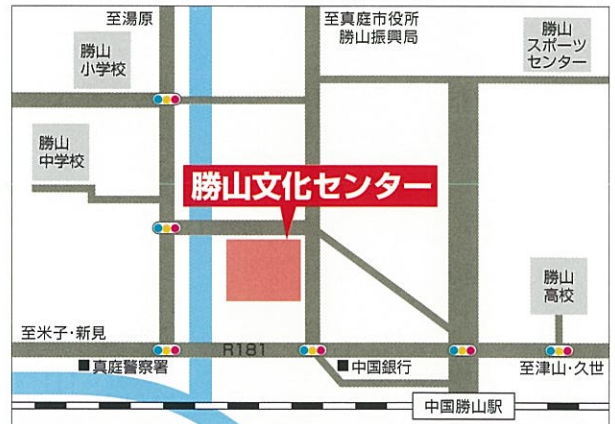 至湯原
至真庭市役所
勝山振興局
勝山
小学校
勝山
スポーツ
センター
勝山
中学校
勝山文化センター
勝山
高校
至米子・新見
R181
■真庭警察署
■中国銀行
至津山・久世
中国勝山駅